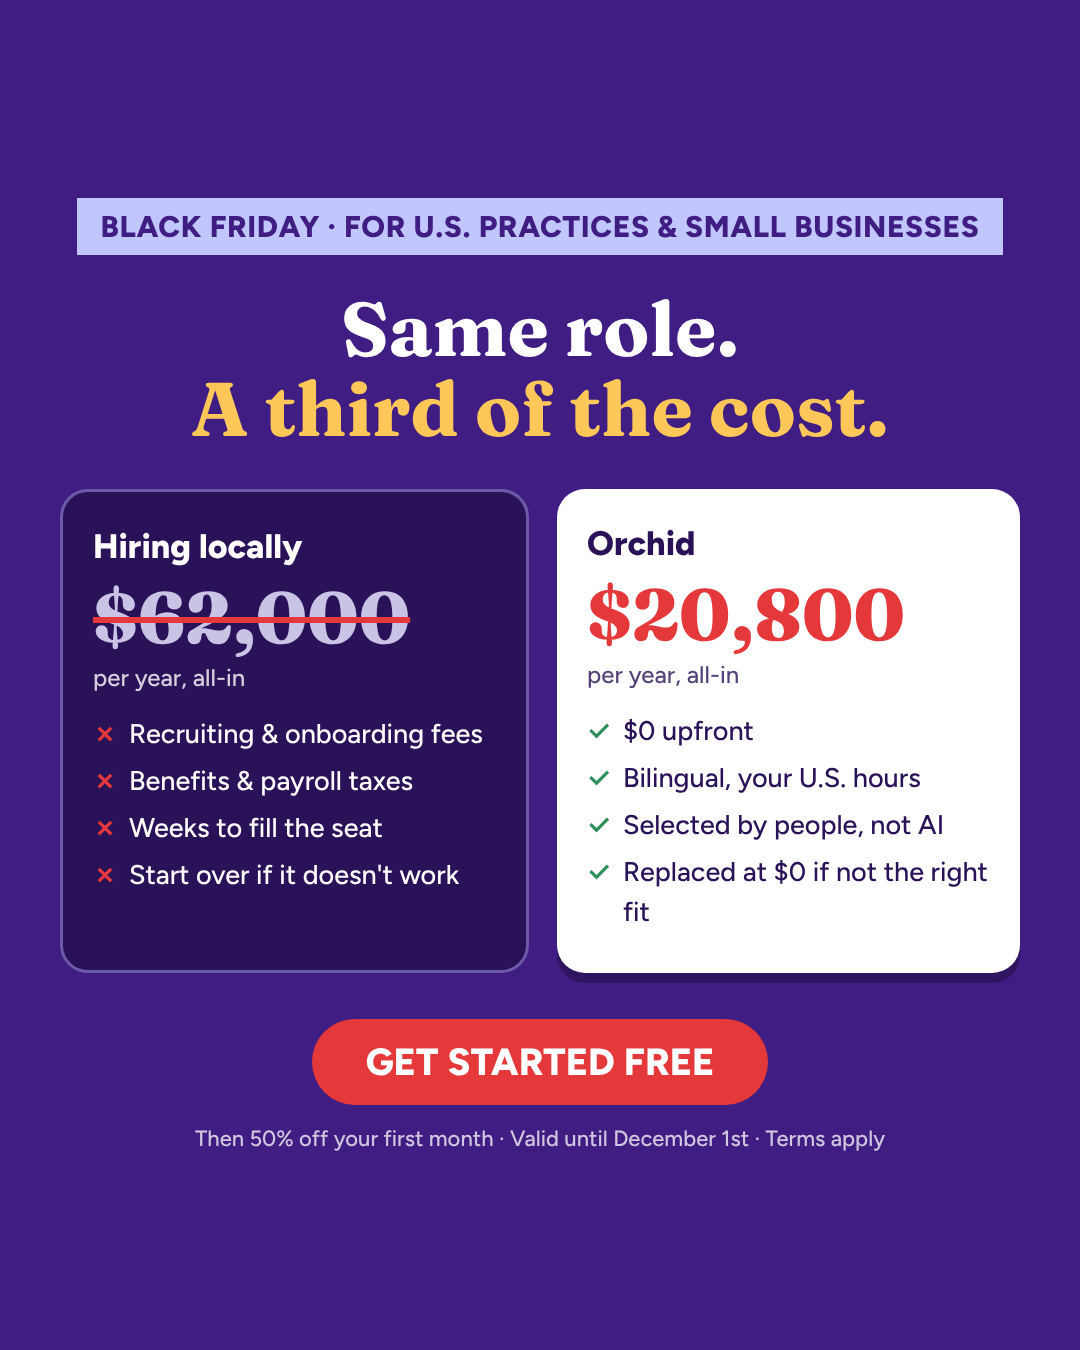 BLACK FRIDAY · FOR U.S. PRACTICES & SMALL BUSINESSES
Same role.
A third of the cost.
Hiring locally
$62,000
per year, all-in
✕ Recruiting & onboarding fees
✕ Benefits & payroll taxes
✕ Weeks to fill the seat
✕ Start over if it doesn't work
Orchid
$20,800
per year, all-in
✓ $0 upfront
✓ Bilingual, your U.S. hours
✓ Selected by people, not AI
✓ Replaced at $0 if not the right
fit
GET STARTED FREE
Then 50% off your first month · Valid until December 1st · Terms apply